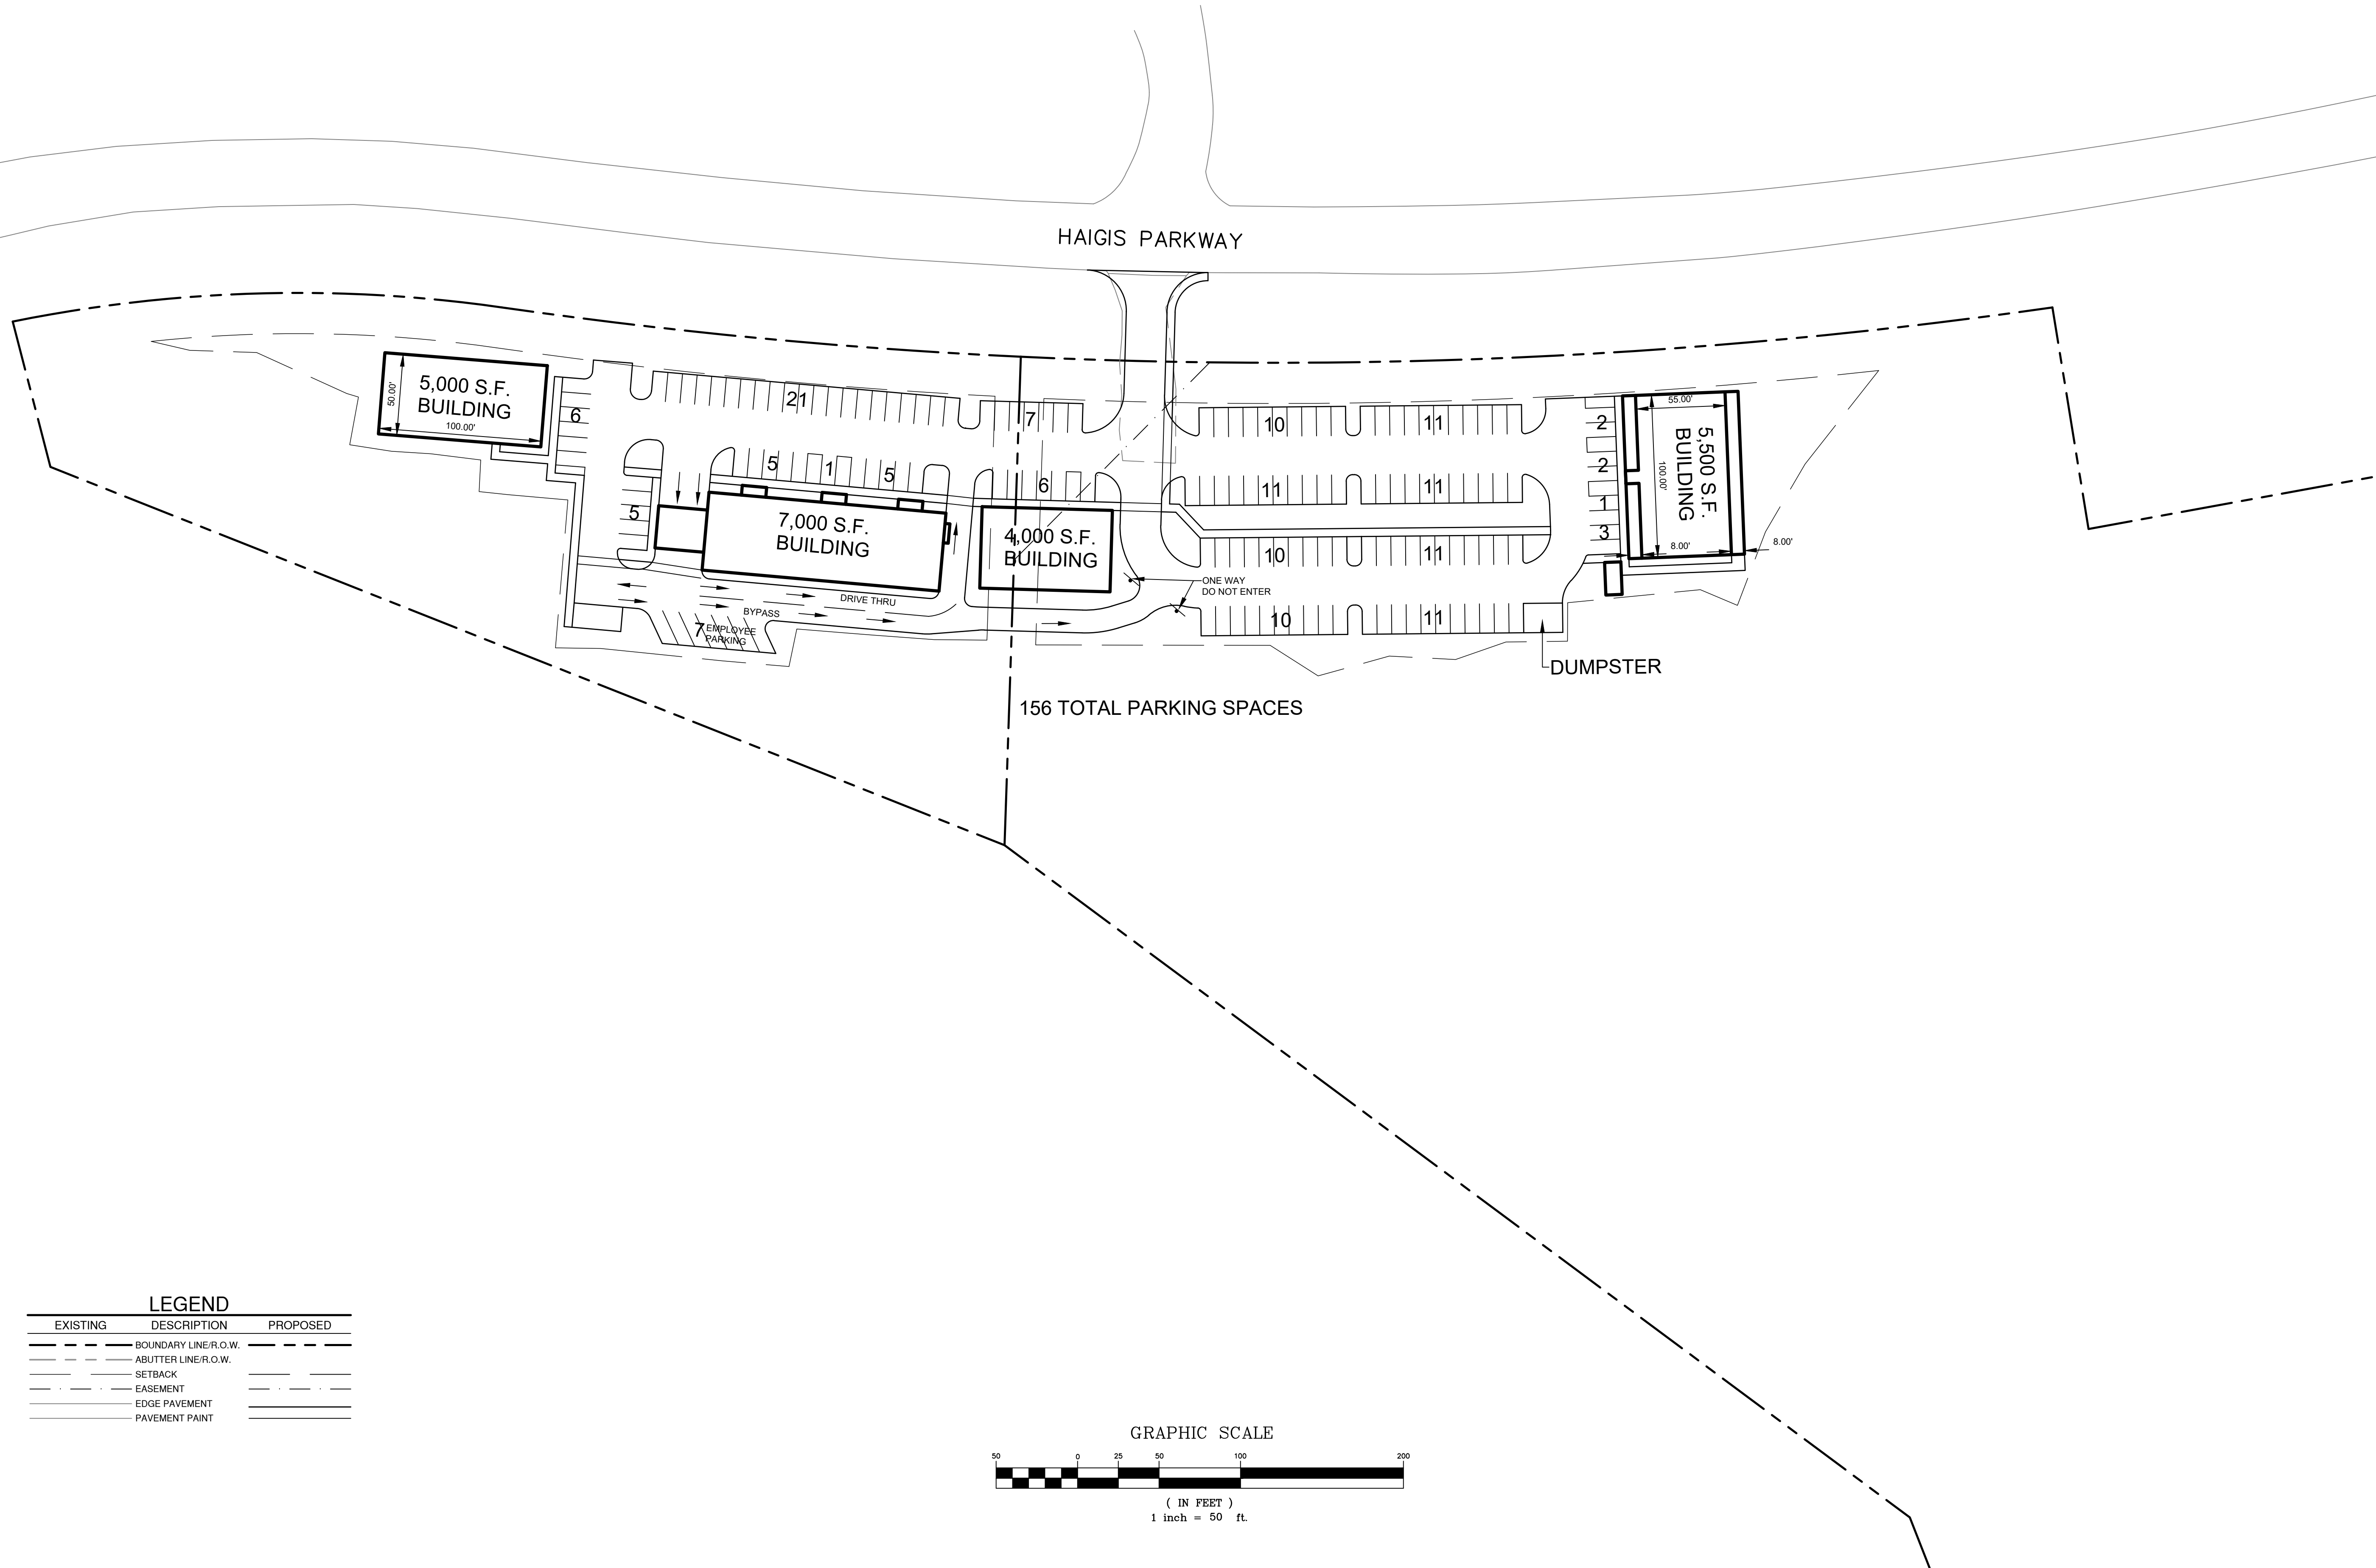 HAIGIS PARKWAY
5,000 S.F.
BUILDING
50.00'
100.00'
6
21
7
10
11
2
55.00'
5,500 S.F.
BUILDING
100.00'
5
1
5
6
11
11
2
5
7,000 S.F.
BUILDING
4,000 S.F.
BUILDING
10
11
1
3
8.00'
8.00'
ONE WAY
DO NOT ENTER
DRIVE THRU
BYPASS
7
EMPLOYEE
PARKING
10
11
DUMPSTER
156 TOTAL PARKING SPACES
LEGEND
EXISTING DESCRIPTION PROPOSED
BOUNDARY LINE/R.O.W.
ABUTTER LINE/R.O.W.
SETBACK
EASEMENT
EDGE PAVEMENT
PAVEMENT PAINT
GRAPHIC SCALE
50 0 25 50 100 200
( IN FEET )
1 inch = 50 ft.